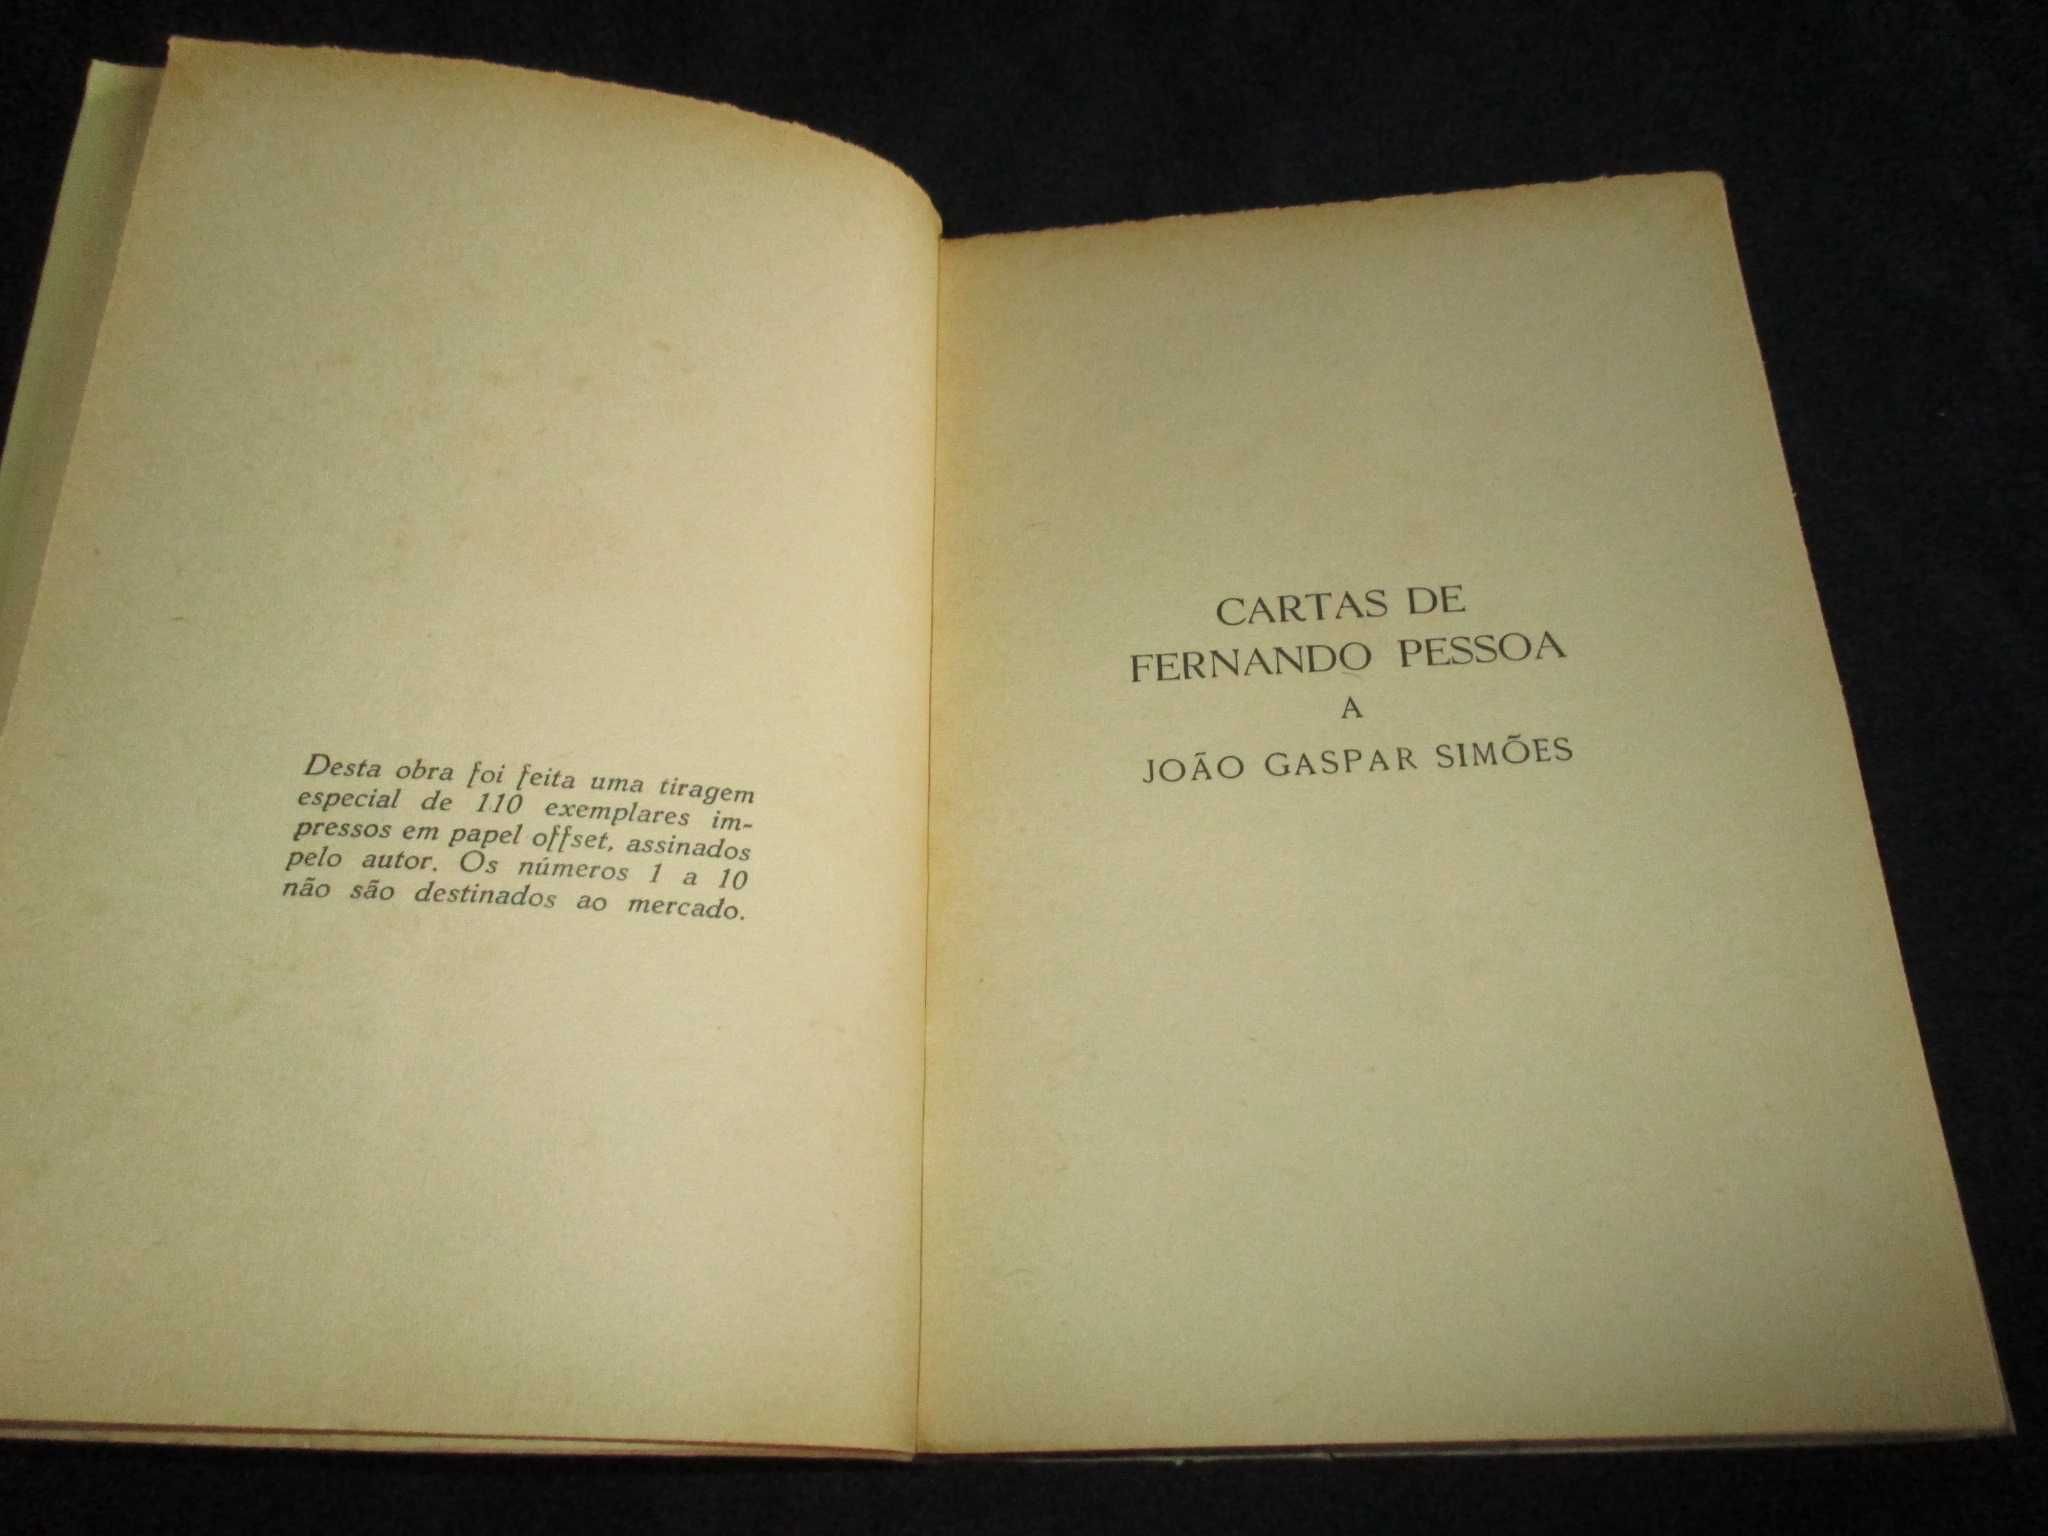 Desta obra foi feita uma tiragem
especial de 110 exemplares im-
pressos em papel offset, assinados
pelo autor. Os números 1 a 10
não são destinados ao mercado.
CARTAS DE
FERNANDO PESSOA
A
JOÃO GASPAR SIMÕES